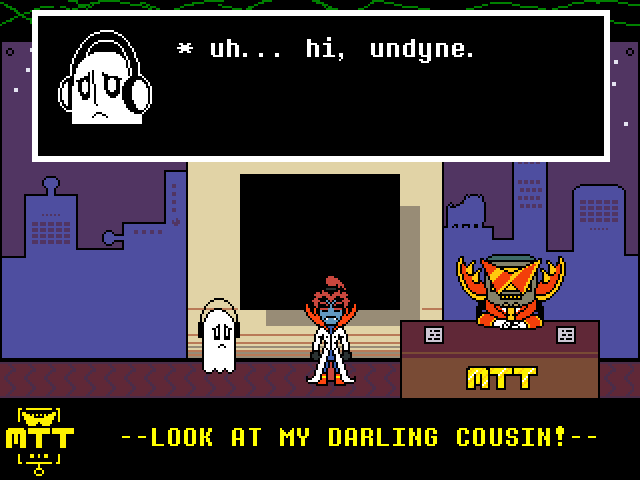 * uh... hi, undyne.
MTT
MTT
--LOOK AT MY DARLING COUSIN!--